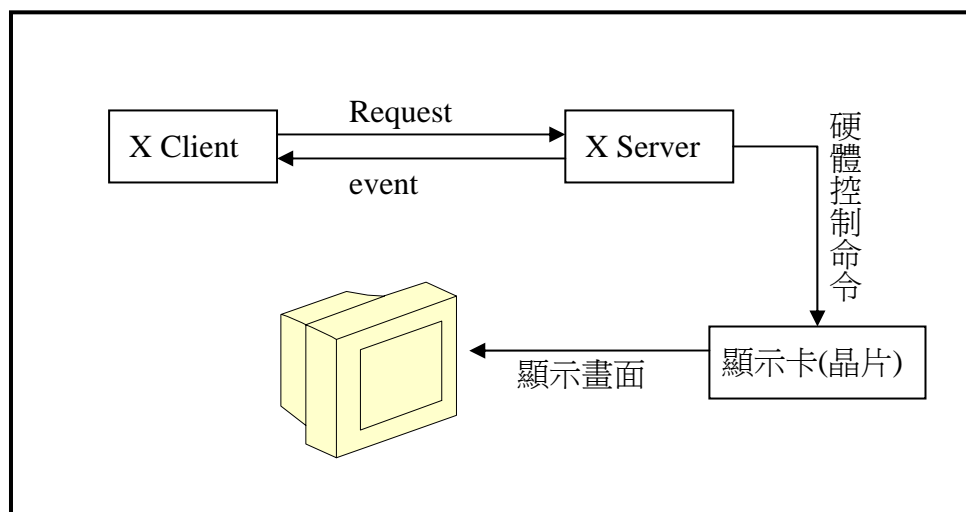 Request
X Client
X Server
event
硬體控制命令
顯示卡(晶片)
顯示畫面